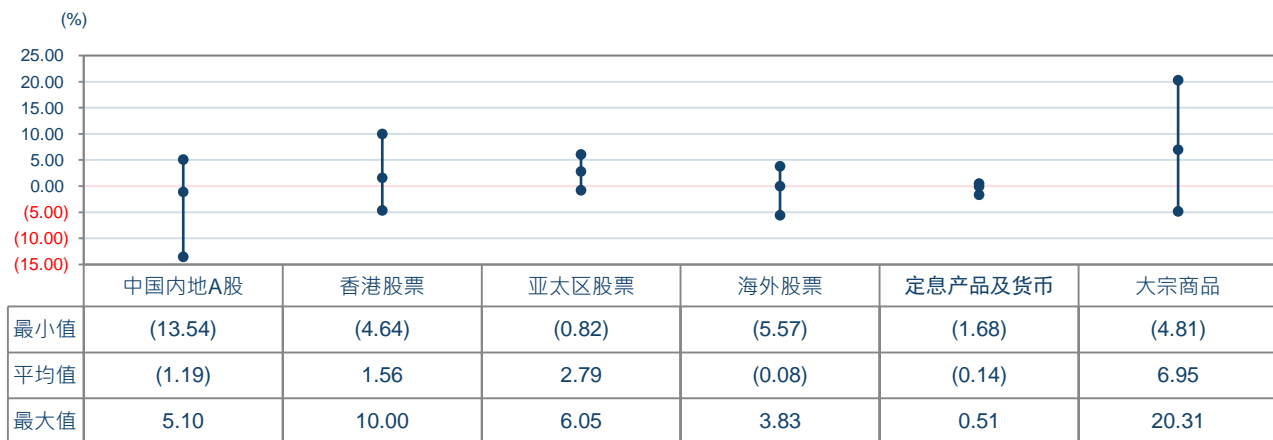 (%)
25.00
20.00
15.00
10.00
5.00
0.00
(5.00)
(10.00)
(15.00)
中国内地A股 香港股票 亚太区股票 海外股票 定息产品及货币 大宗商品
最小值 (13.54) (4.64) (0.82) (5.57) (1.68) (4.81)
平均值 (1.19) 1.56 2.79 (0.08) (0.14) 6.95
最大值 5.10 10.00 6.05 3.83 0.51 20.31